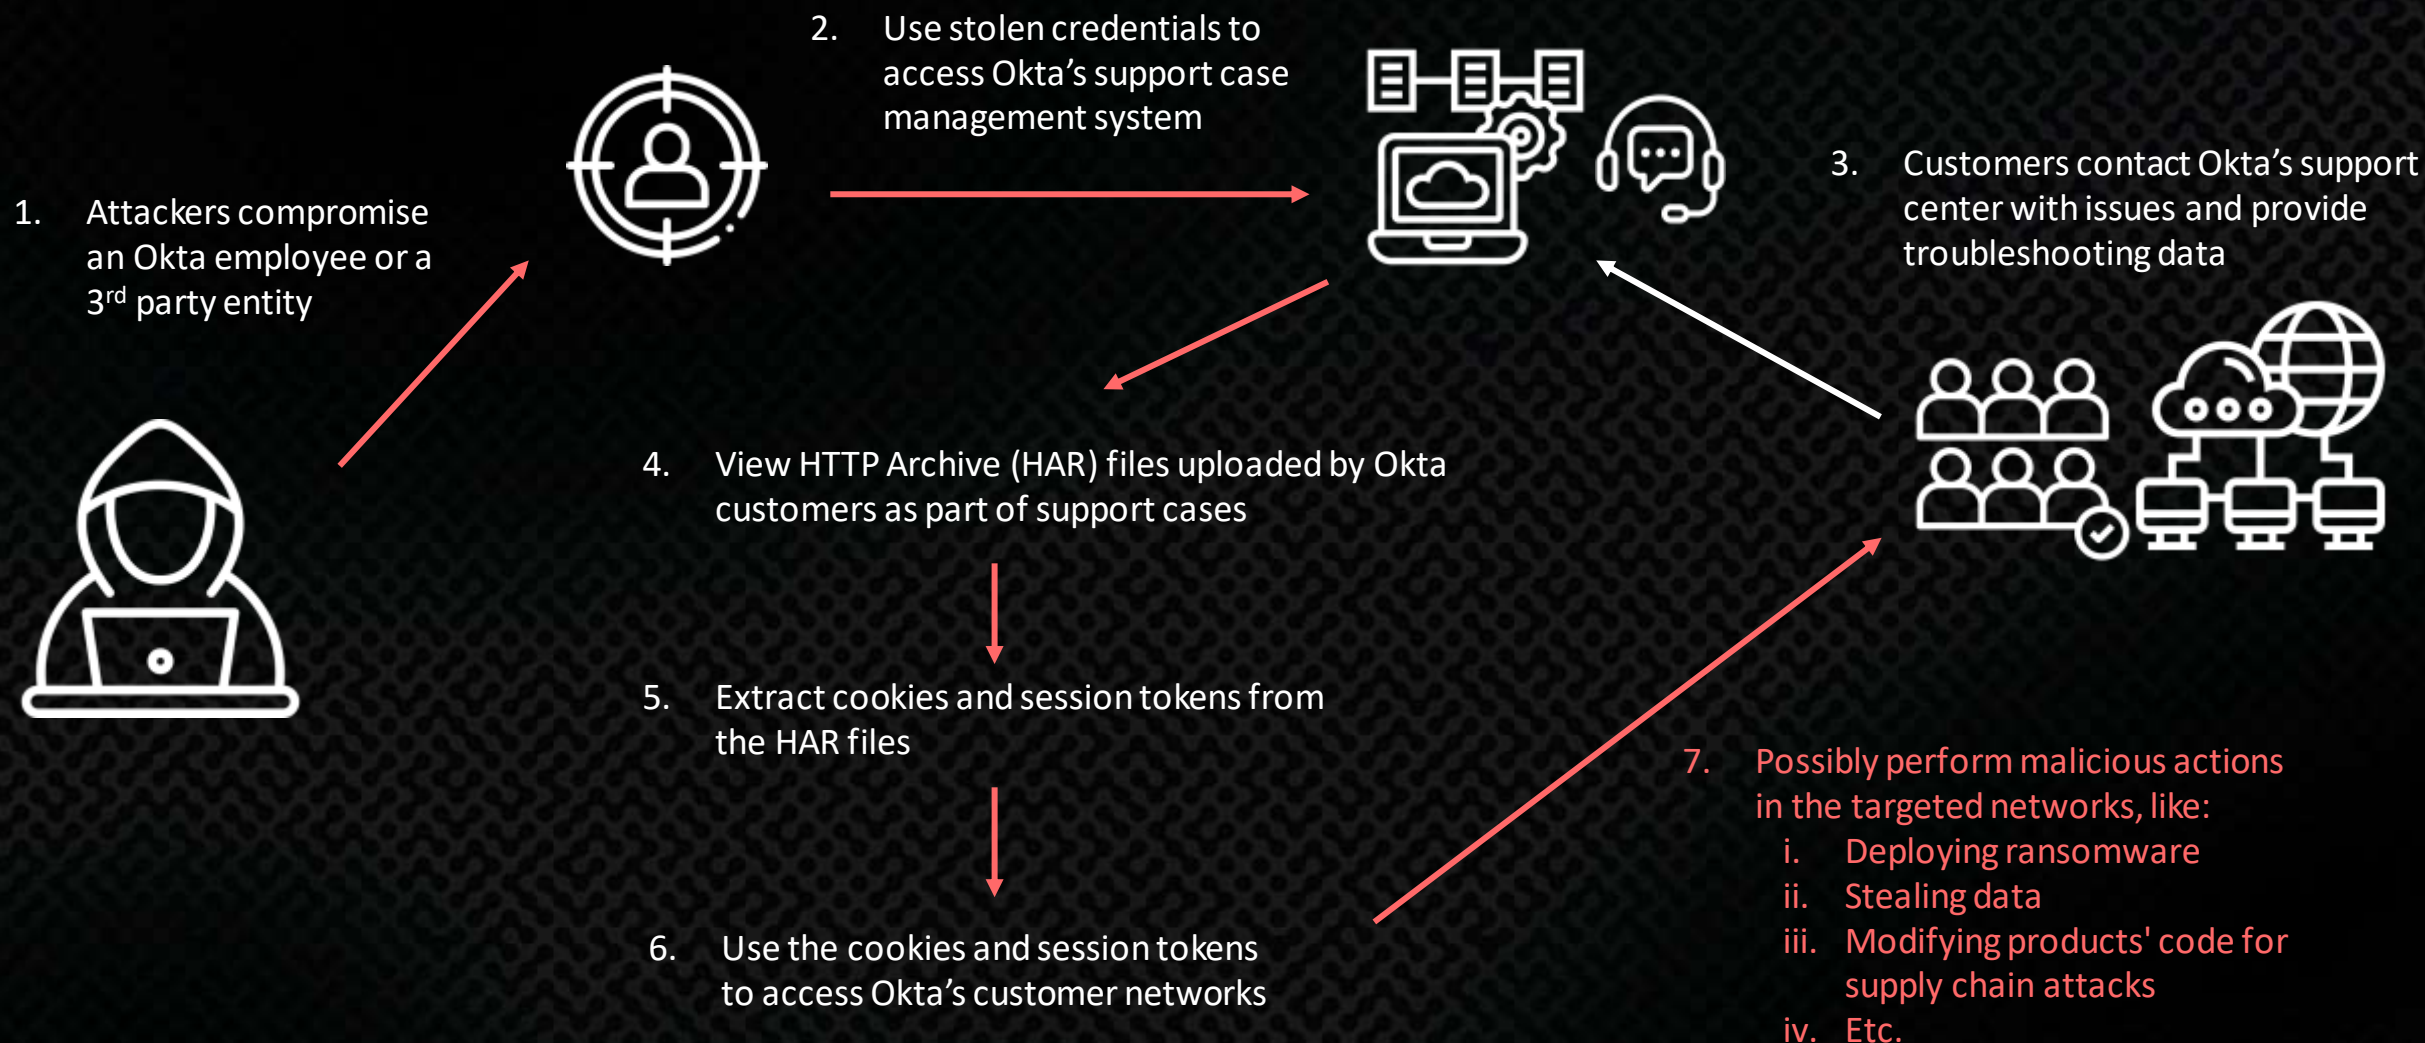 1. Attackers compromise
an Okta employee or a
3rd party entity
2. Use stolen credentials to
access Okta’s support case
management system
3. Customers contact Okta’s support
center with issues and provide
troubleshooting data
4. View HTTP Archive (HAR) files uploaded by Okta
customers as part of support cases
5. Extract cookies and session tokens from
the HAR files
6. Use the cookies and session tokens
to access Okta’s customer networks
7. Possibly perform malicious actions
in the targeted networks, like:
i. Deploying ransomware
ii. Stealing data
iii. Modifying products' code for
supply chain attacks
iv. Etc.